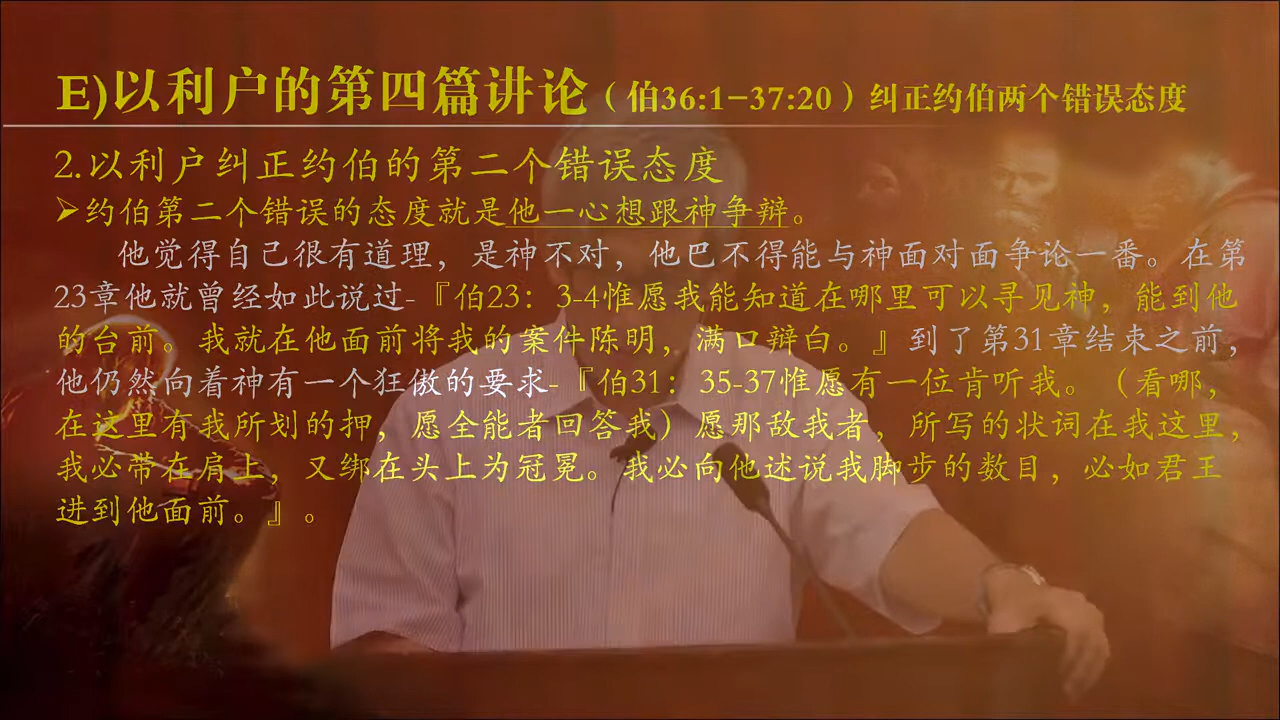 E)以利户的第四篇讲论（伯36:1-37:20）纠正约伯两个错误态度
2.以利户纠正约伯的第二个错误态度
➢约伯第二个错误的态度就是他一心想跟神争辩。
他觉得自己很有道理，是神不对，他巴不得能与神面对面争论一番。在第
23章他就曾经如此说过-『伯23：3-4惟愿我能知道在哪里可以寻见神，能到他
的台前。我就在他面前将我的案件陈明，满口辩白。』到了第31章结束之前，
他仍然向着神有一个狂傲的要求-『伯31：35-37惟愿有一位肯听我。（看哪，
在这里有我所划的押，愿全能者回答我）愿那敌我者，所写的状词在我这里，
我必带在肩上，又绑在头上为冠冕。我必向他述说我脚步的数目，必如君王
进到他面前。』。